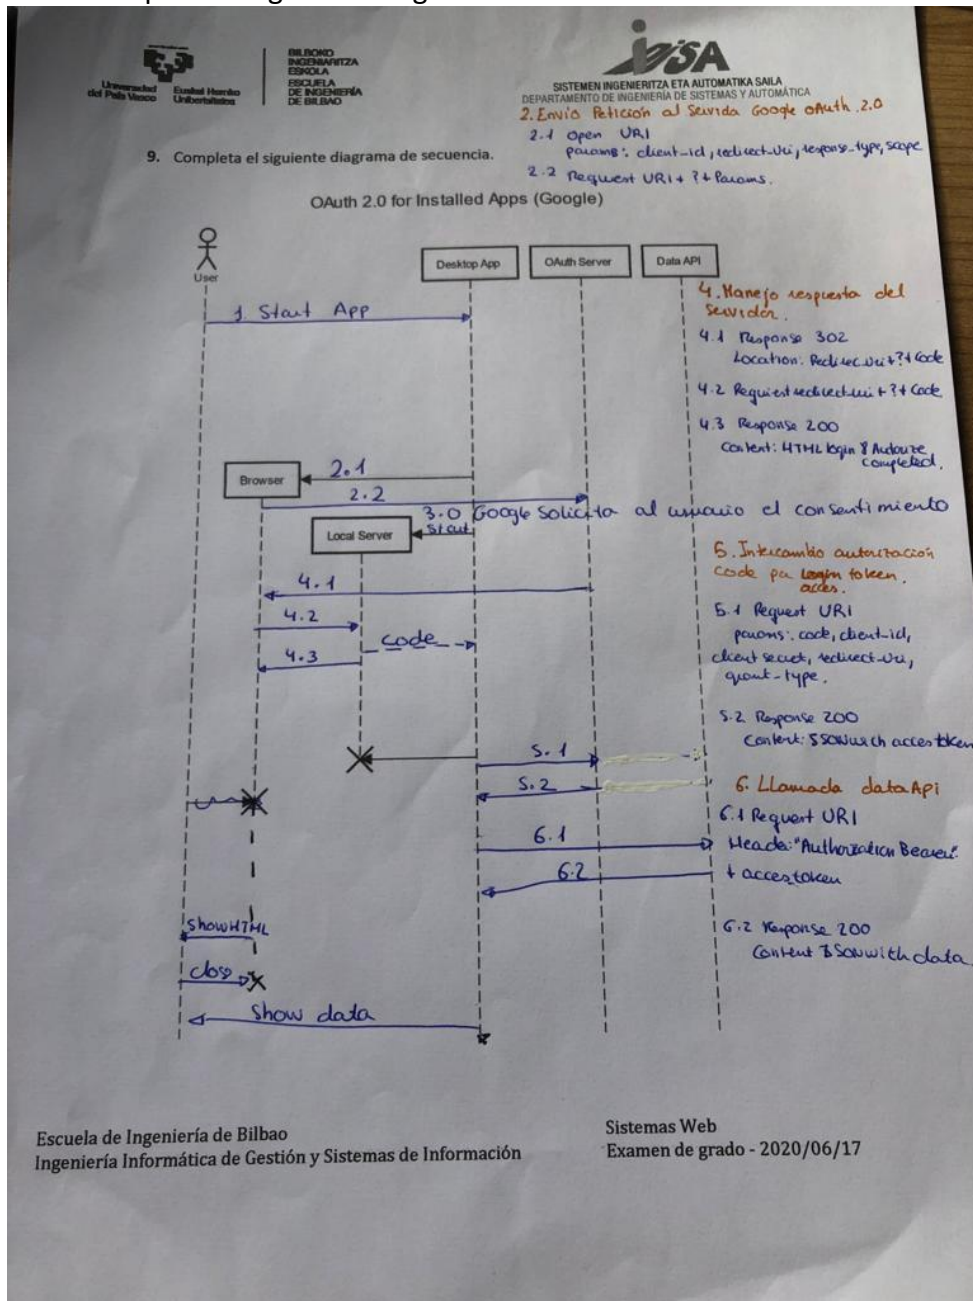 Universidad del País Vasco
Euskal Herriko Unibertsitatea
BILBOKO
INGENIARITZA
ESKOLA
ESCUELA
DE INGENIERÍA
DE BILBAO
SISTEMEN INGENIERITZA ETA AUTOMATIKA SAILA
DEPARTAMENTO DE INGENIERÍA DE SISTEMAS Y AUTOMÁTICA
2. Envío Petición al Servida Google oAuth 2.0
2.1 Open URI
params: client-id, redirect-uri, response-type, scope
2.2 Request URI + ? + Params.
9. Completa el siguiente diagrama de secuencia.
OAuth 2.0 for Installed Apps (Google)
User
Desktop App
OAuth Server
Data API
1. Start App
4. Manejo respuesta del
servidor.
4.1 Response 302
Location: Redirec-uri + ? + Code
4.2 Request redirect-uri + ? + Code
4.3 Response 200
Content: HTML login &
completed.
2.1
Browser
2.2
3.0 Google Solicita al usuario el consentimiento
Start
Local Server
5. Intercambio autorización
code pa token.
acces.
4.1
4.2
code
4.3
5.1 Request URI
params: code, client-id,
client secret, redirect-uri,
grant-type.
5.2 Response 200
Content: acces token
5.1
5.2
6. Llamada data Api
6.1 Request URI
Header: "Authorization Bearer"
+ acces token
6.1
6.2
6.2 Response 200
Content JSON with data
show HTML
close
Show data
Escuela de Ingeniería de Bilbao
Ingeniería Informática de Gestión y Sistemas de Información
Sistemas Web
Examen de grado - 2020/06/17